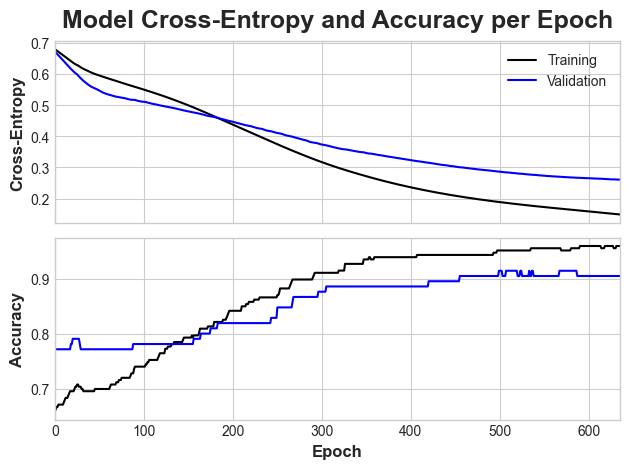 Model Cross-Entropy and Accuracy per Epoch
0.7
0.6
0.5
0.4
0.3
0.2
Cross-Entropy
Training
Validation
0.9
0.8
0.7
Accuracy
0 100 200 300 400 500 600
Epoch